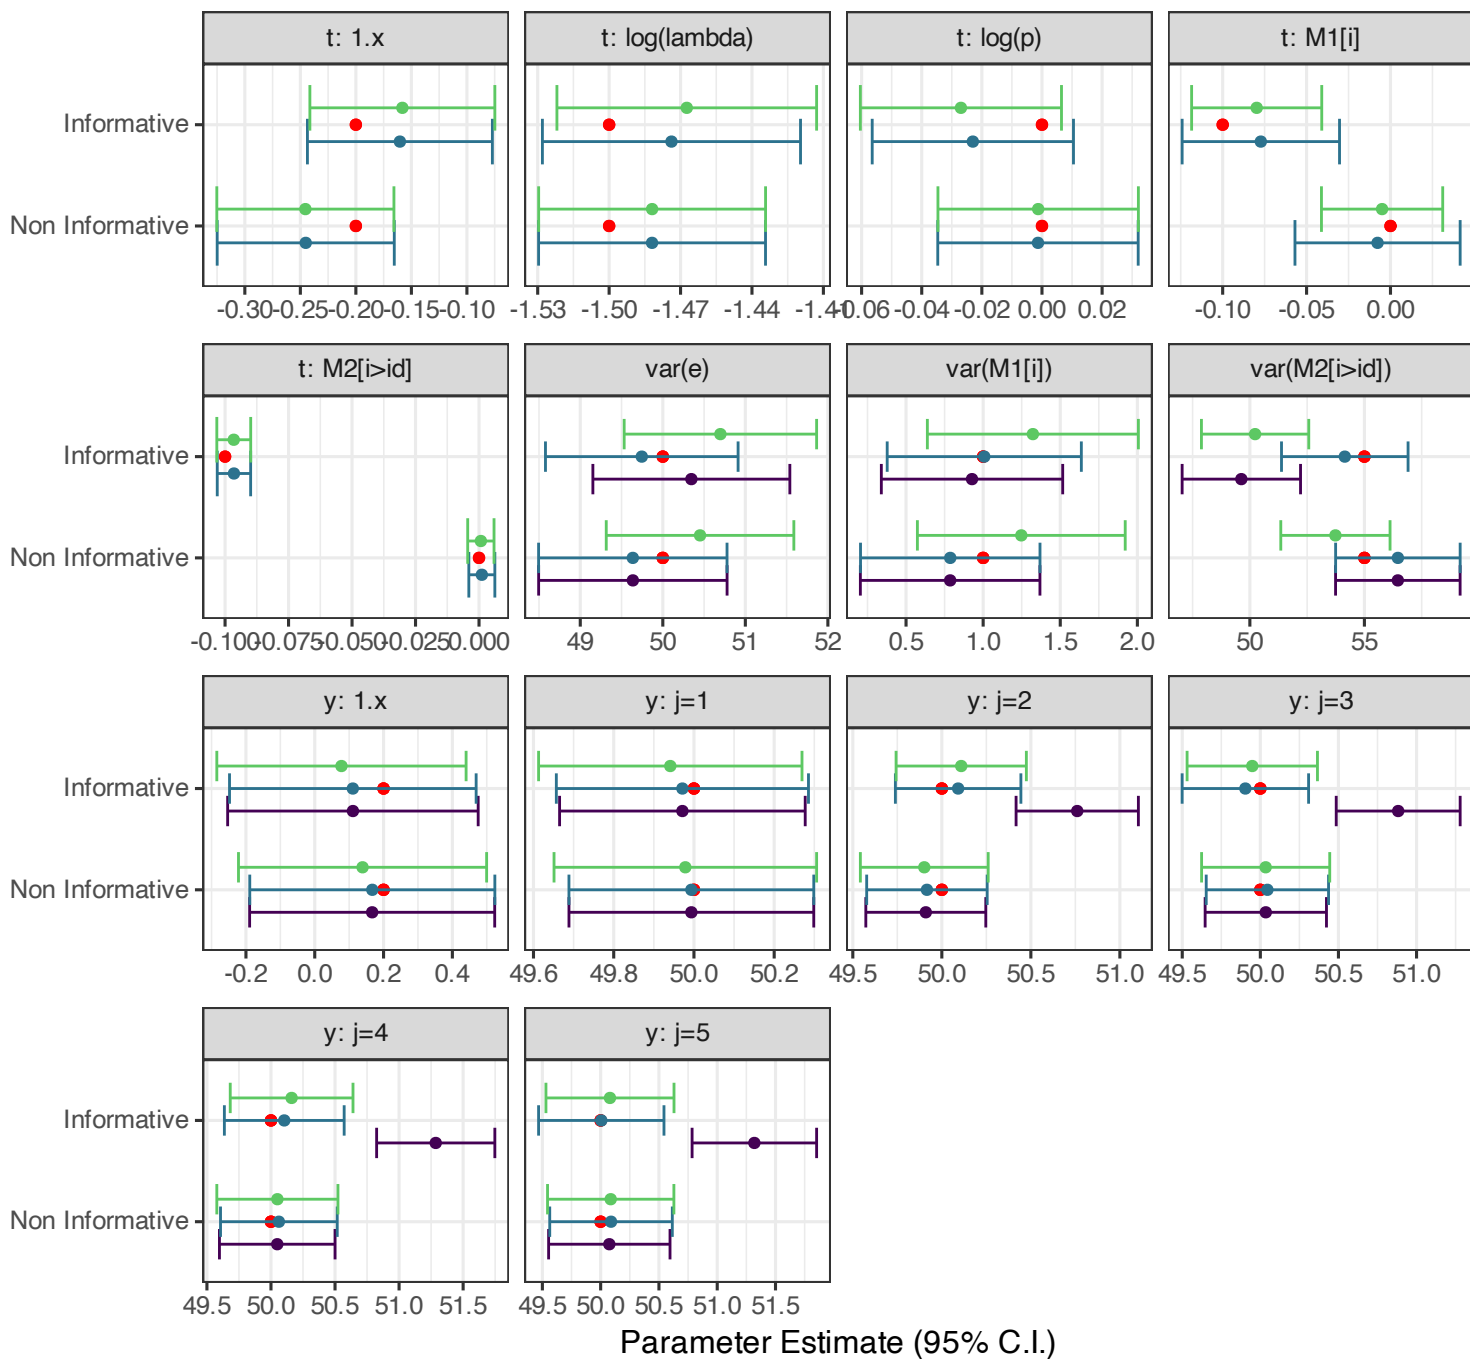 t: 1.x t: log(lambda) t: log(p) t: M1[i]
Informative
Non Informative
-0.30 -0.25 -0.20 -0.15 -0.10 -1.53 -1.50 -1.47 -1.44 -1.41 -0.06 -0.04 -0.02 0.00 0.02 -0.10 -0.05 0.00
t: M2[i>id] var(e) var(M1[i]) var(M2[i>id])
Informative
Non Informative
-0.100 -0.075 -0.050 -0.025 0.000 49 50 51 52 0.5 1.0 1.5 2.0 50 55
y: 1.x y: j=1 y: j=2 y: j=3
Informative
Non Informative
-0.2 0.0 0.2 0.4 49.6 49.8 50.0 50.2 49.5 50.0 50.5 51.0 49.5 50.0 50.5 51.0
y: j=4 y: j=5
Informative
Non Informative
49.5 50.0 50.5 51.0 51.5 49.5 50.0 50.5 51.0 51.5
Parameter Estimate (95% C.I.)